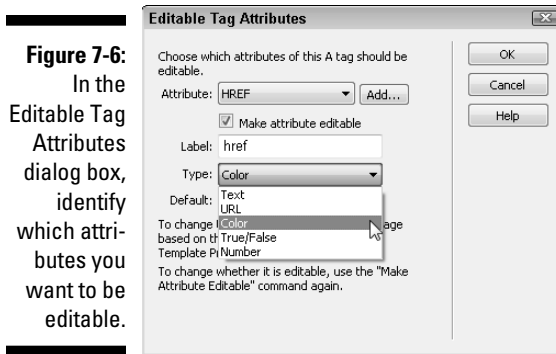 Figure 7-6:
In the
Editable Tag
Attributes
dialog box,
identify
which attri-
butes you
want to be
editable.
Editable Tag Attributes
Choose which attributes of this A tag should be
editable.
Attribute: HREF Add...
Make attribute editable
Label: href
Type: Color
Default:
Text
URL
Color
True/False
Number
To change age
based on th
Template P
To change whether it is editable, use the "Make
Attribute Editable" command again.
OK
Cancel
Help